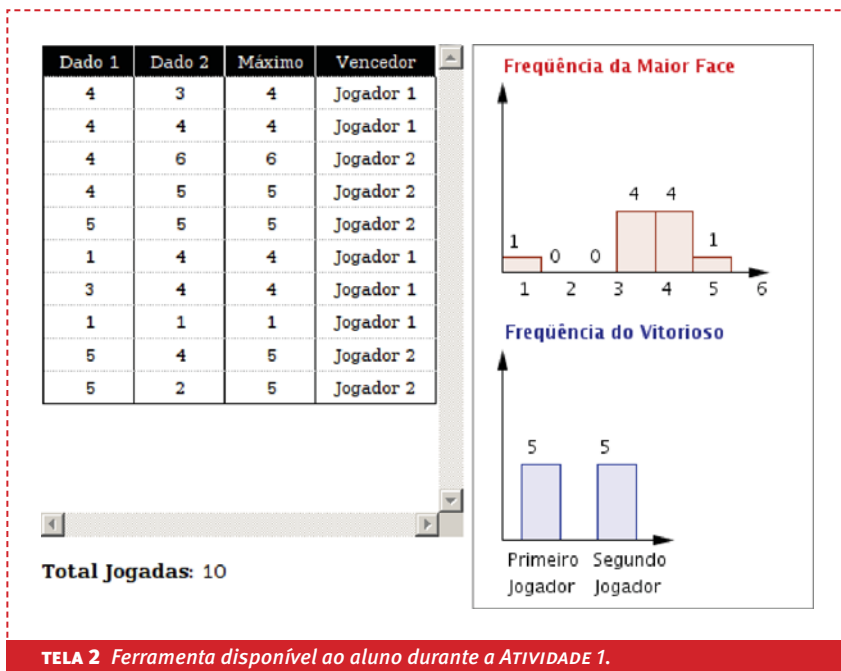 Dado 1 Dado 2 Máximo Vencedor
4 3 4 Jogador 1
4 4 4 Jogador 1
4 6 6 Jogador 2
4 5 5 Jogador 2
5 5 5 Jogador 2
1 4 4 Jogador 1
3 4 4 Jogador 1
1 1 1 Jogador 1
5 4 5 Jogador 2
5 2 5 Jogador 2
Total Jogadas: 10
Freqüência da Maior Face
4 4
1 0 0 1
1 2 3 4 5 6
Freqüência do Vitorioso
5 5
Primeiro Segundo
Jogador Jogador
TELA 2 Ferramenta disponível ao aluno durante a ATIVIDADE 1.